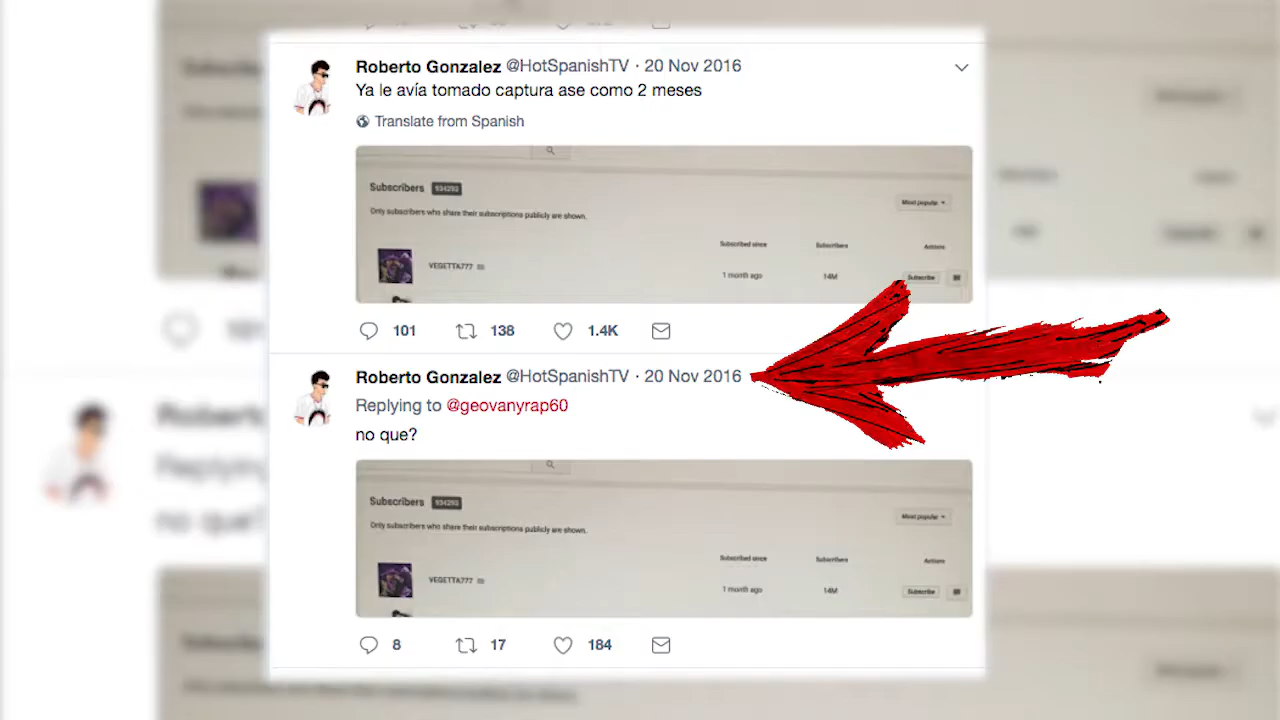 Roberto Gonzalez @HotSpanishTV · 20 Nov 2016
Ya le avía tomado captura ase como 2 meses
Translate from Spanish
Subscribers 934293
Most popular
Only subscribers who share their subscriptions publicly are shown.
Subscribed since Subscribers Actions
VEGETTA777
1 month ago 14M Subscribe
101 138 1.4K
Roberto Gonzalez @HotSpanishTV · 20 Nov 2016
Replying to @geovanyrap60
no que?
Subscribers 934293
Most popular
Only subscribers who share their subscriptions publicly are shown.
Subscribed since Subscribers Actions
VEGETTA777
1 month ago 14M Subscribe
8 17 184